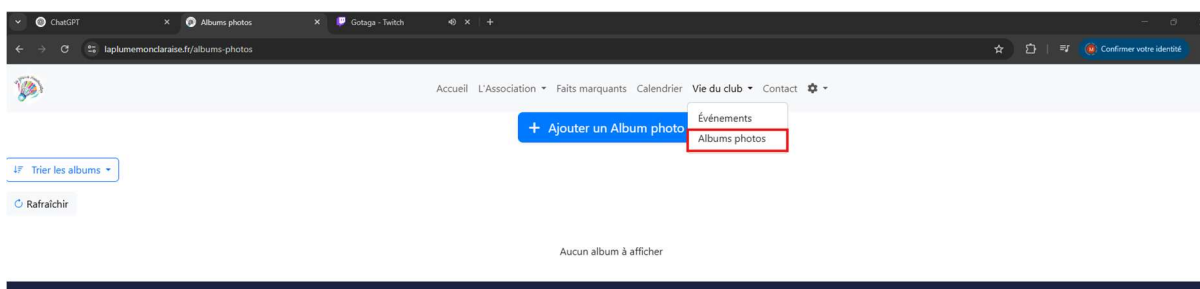 ChatGPT
Albums photos
Gotaga - Twitch
laplumemonclaraise.fr/albums-photos
M Confirmer votre identité
Accueil L'Association Faits marquants Calendrier Vie du club Contact
Événements
Albums photos
+ Ajouter un Album photo
Trier les albums
Rafraîchir
Aucun album à afficher